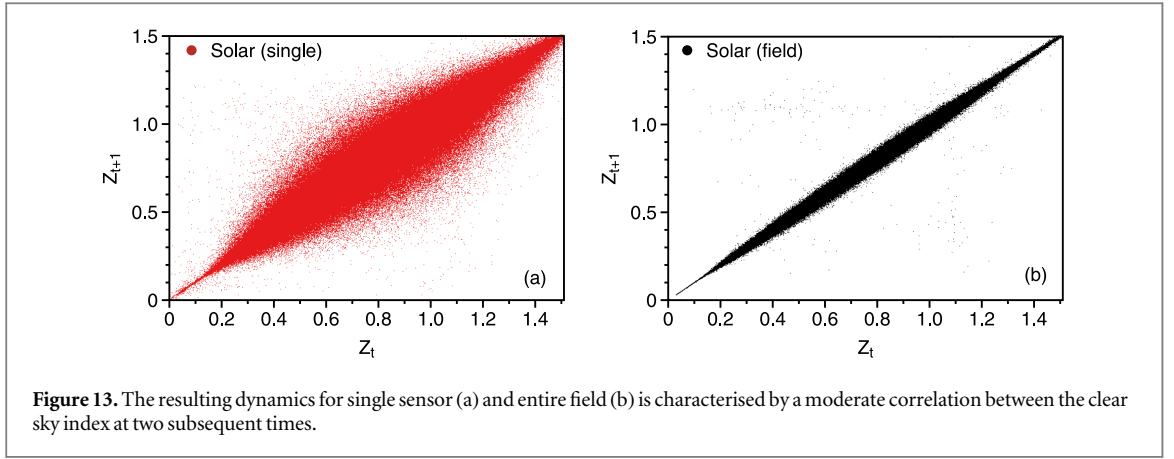 1.5
Solar (single)
1.0
Z_{t+1}
0.5
(a)
0
0 0.2 0.4 0.6 0.8 1.0 1.2 1.4
Z_t
1.5
Solar (field)
1.0
Z_{t+1}
0.5
(b)
0
0 0.2 0.4 0.6 0.8 1.0 1.2 1.4
Z_t
Figure 13. The resulting dynamics for single sensor (a) and entire field (b) is characterised by a moderate correlation between the clear
sky index at two subsequent times.